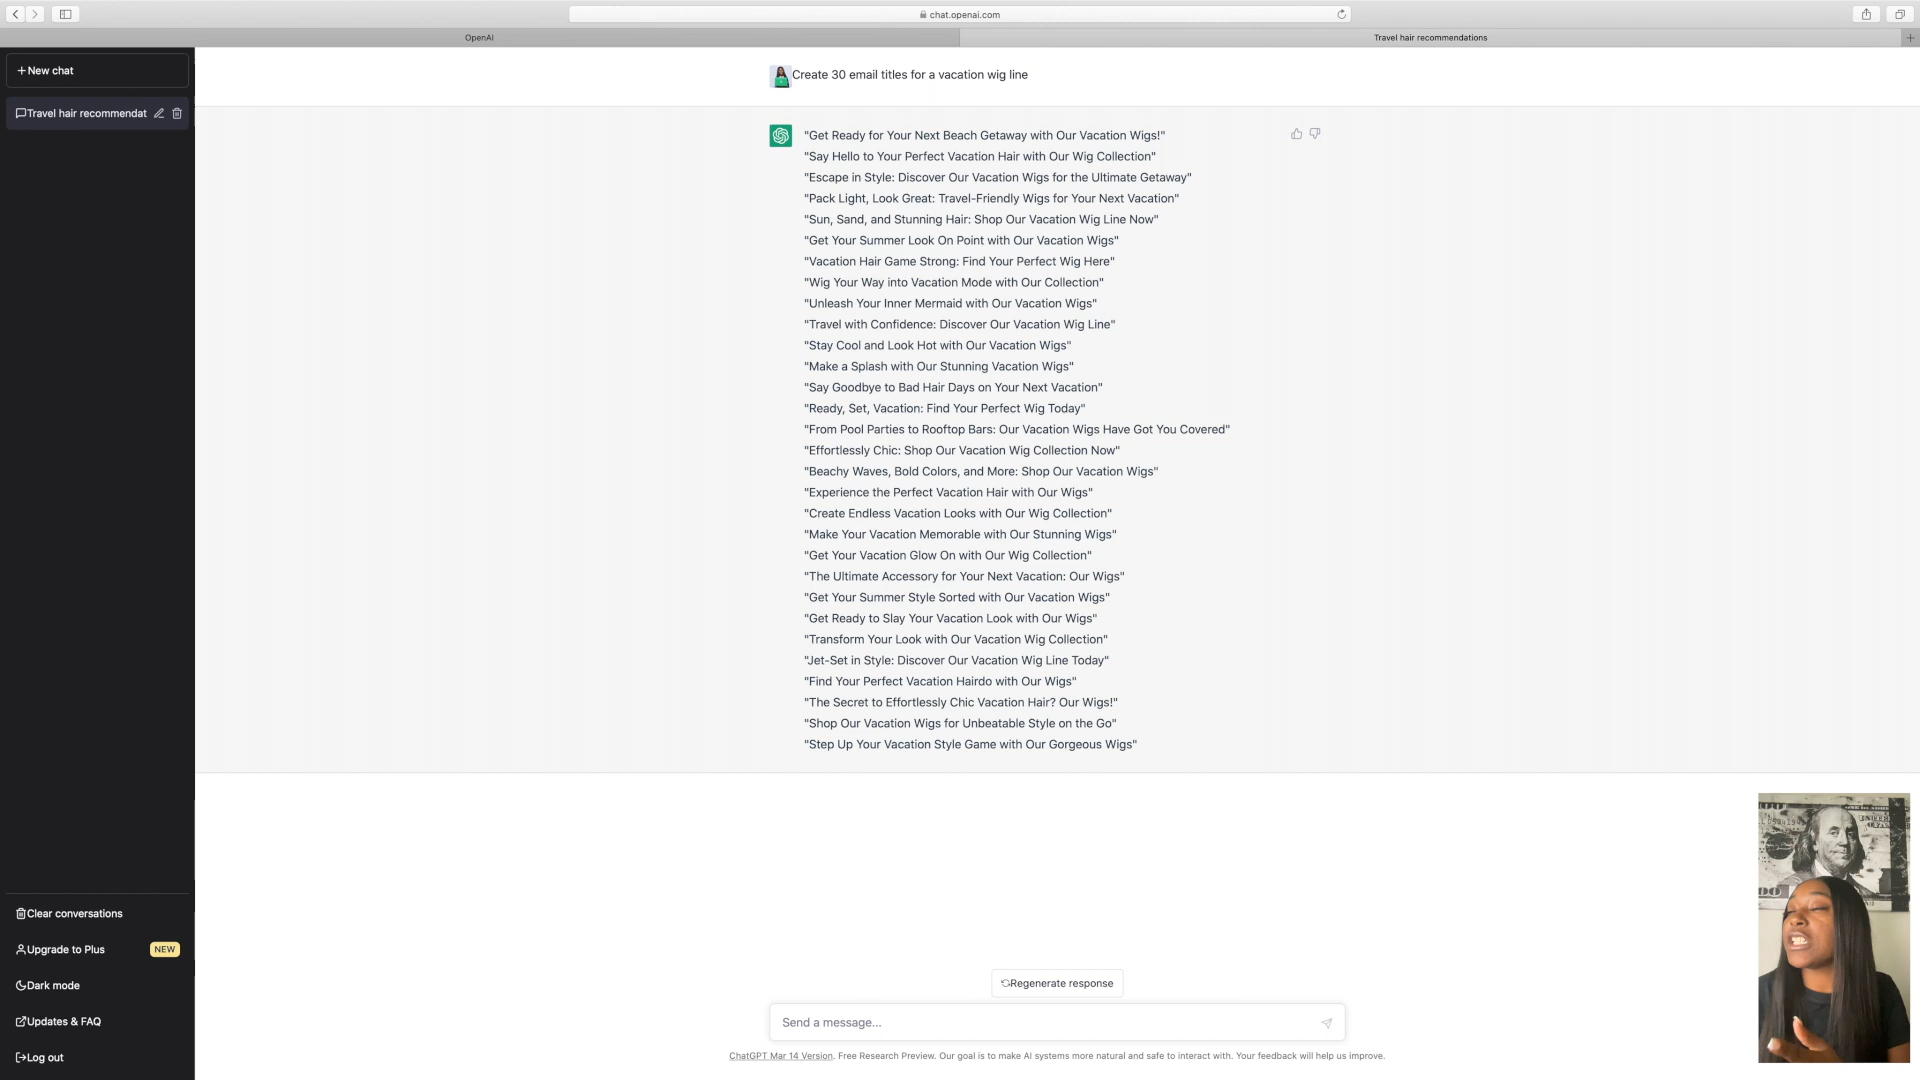 chat.openai.com
OpenAI
Travel hair recommendations
New chat
Travel hair recommendat
Create 30 email titles for a vacation wig line
"Get Ready for Your Next Beach Getaway with Our Vacation Wigs!"
"Say Hello to Your Perfect Vacation Hair with Our Wig Collection"
"Escape in Style: Discover Our Vacation Wigs for the Ultimate Getaway"
"Pack Light, Look Great: Travel-Friendly Wigs for Your Next Vacation"
"Sun, Sand, and Stunning Hair: Shop Our Vacation Wig Line Now"
"Get Your Summer Look On Point with Our Vacation Wigs"
"Vacation Hair Game Strong: Find Your Perfect Wig Here"
"Wig Your Way into Vacation Mode with Our Collection"
"Unleash Your Inner Mermaid with Our Vacation Wigs"
"Travel with Confidence: Discover Our Vacation Wig Line"
"Stay Cool and Look Hot with Our Vacation Wigs"
"Make a Splash with Our Stunning Vacation Wigs"
"Say Goodbye to Bad Hair Days on Your Next Vacation"
"Ready, Set, Vacation: Find Your Perfect Wig Today"
"From Pool Parties to Rooftop Bars: Our Vacation Wigs Have Got You Covered"
"Effortlessly Chic: Shop Our Vacation Wig Collection Now"
"Beachy Waves, Bold Colors, and More: Shop Our Vacation Wigs"
"Experience the Perfect Vacation Hair with Our Wigs"
"Create Endless Vacation Looks with Our Wig Collection"
"Make Your Vacation Memorable with Our Stunning Wigs"
"Get Your Vacation Glow On with Our Wig Collection"
"The Ultimate Accessory for Your Next Vacation: Our Wigs"
"Get Your Summer Style Sorted with Our Vacation Wigs"
"Get Ready to Slay Your Vacation Look with Our Wigs"
"Transform Your Look with Our Vacation Wig Collection"
"Jet-Set in Style: Discover Our Vacation Wig Line Today"
"Find Your Perfect Vacation Hairdo with Our Wigs"
"The Secret to Effortlessly Chic Vacation Hair? Our Wigs!"
"Shop Our Vacation Wigs for Unbeatable Style on the Go"
"Step Up Your Vacation Style Game with Our Gorgeous Wigs"
Clear conversations
Upgrade to Plus NEW
Dark mode
Updates & FAQ
Log out
Regenerate response
Send a message...
ChatGPT Mar 14 Version. Free Research Preview. Our goal is to make AI systems more natural and safe to interact with. Your feedback will help us improve.